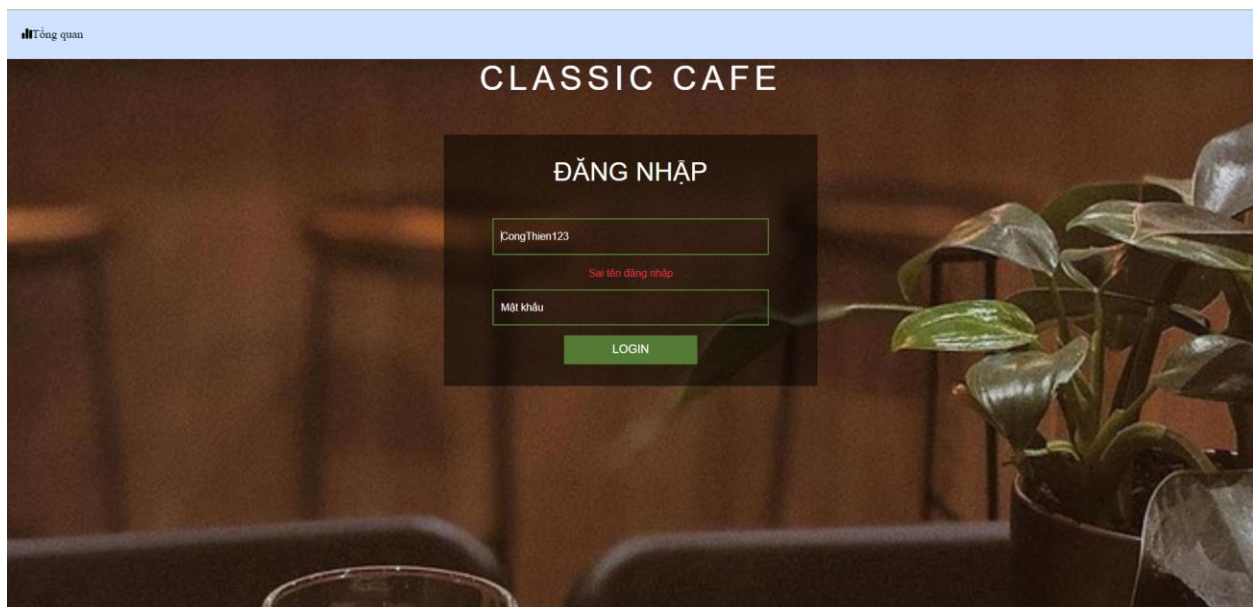 Tổng quan
CLASSIC CAFE
ĐĂNG NHẬP
CongThien123
Sai tên đăng nhập
Mật khẩu
LOGIN